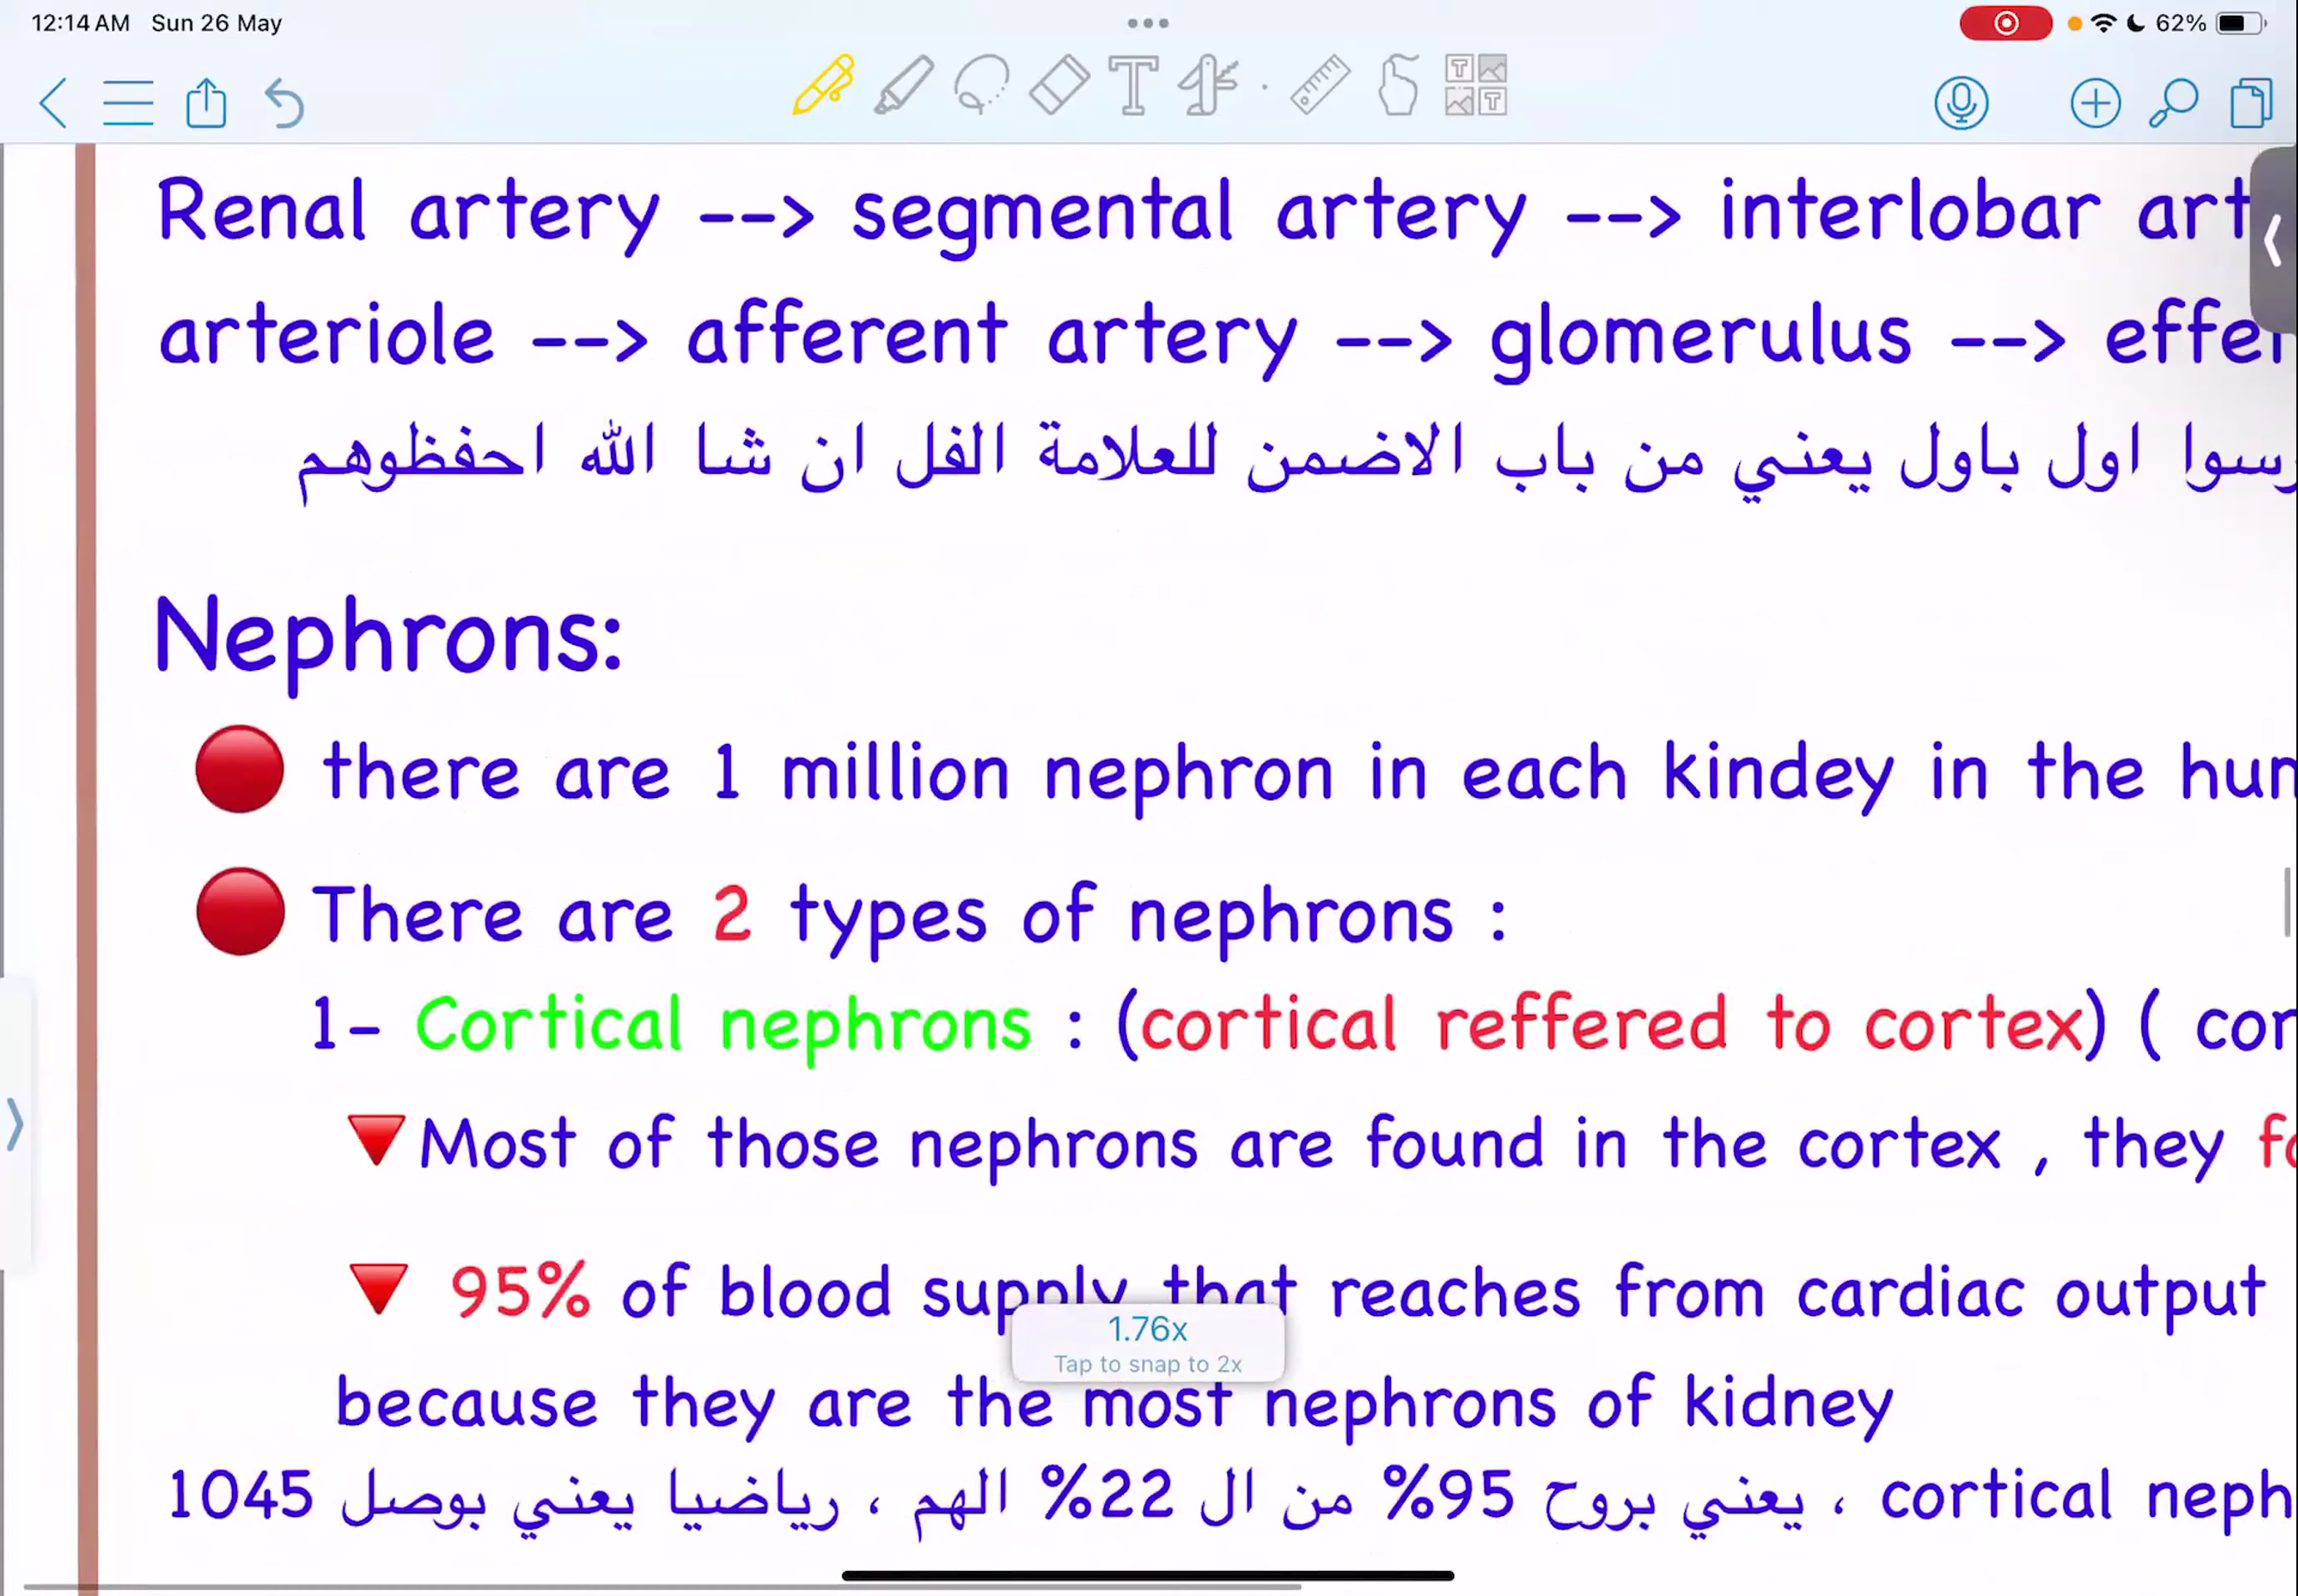 12:14 AM Sun 26 May
62%
Renal artery --> segmental artery --> interlobar art
arteriole --> afferent artery --> glomerulus -->
اول باول يعني من باب الاضمن للعلامة الفل ان شا الله احفظوهم
Nephrons:
there are 1 million nephron in each kindey in the
There are 2 types of nephrons :
1- Cortical nephrons : (cortical reffered to cortex) (
Most of those nephrons are found in the cortex , they
95% of blood supply that reaches from cardiac output
1.76x
Tap to snap to 2x
because they are the most nephrons of kidney
cortical neph ، يعني بروح 95% من ال 22% الهم ، رياضيا يعني بوصل 1045